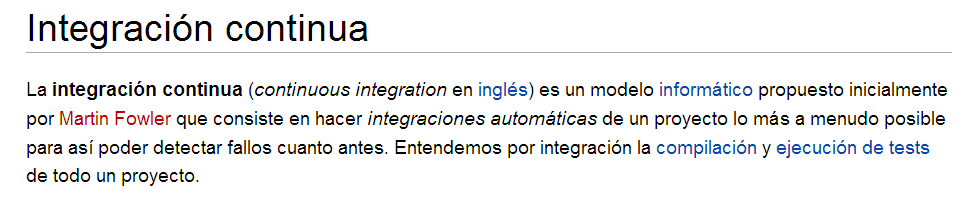 Integración continua
La integración continua (continuous integration en inglés) es un modelo informático propuesto inicialmente
por Martin Fowler que consiste en hacer integraciones automáticas de un proyecto lo más a menudo posible
para así poder detectar fallos cuanto antes. Entendemos por integración la compilación y ejecución de tests
de todo un proyecto.